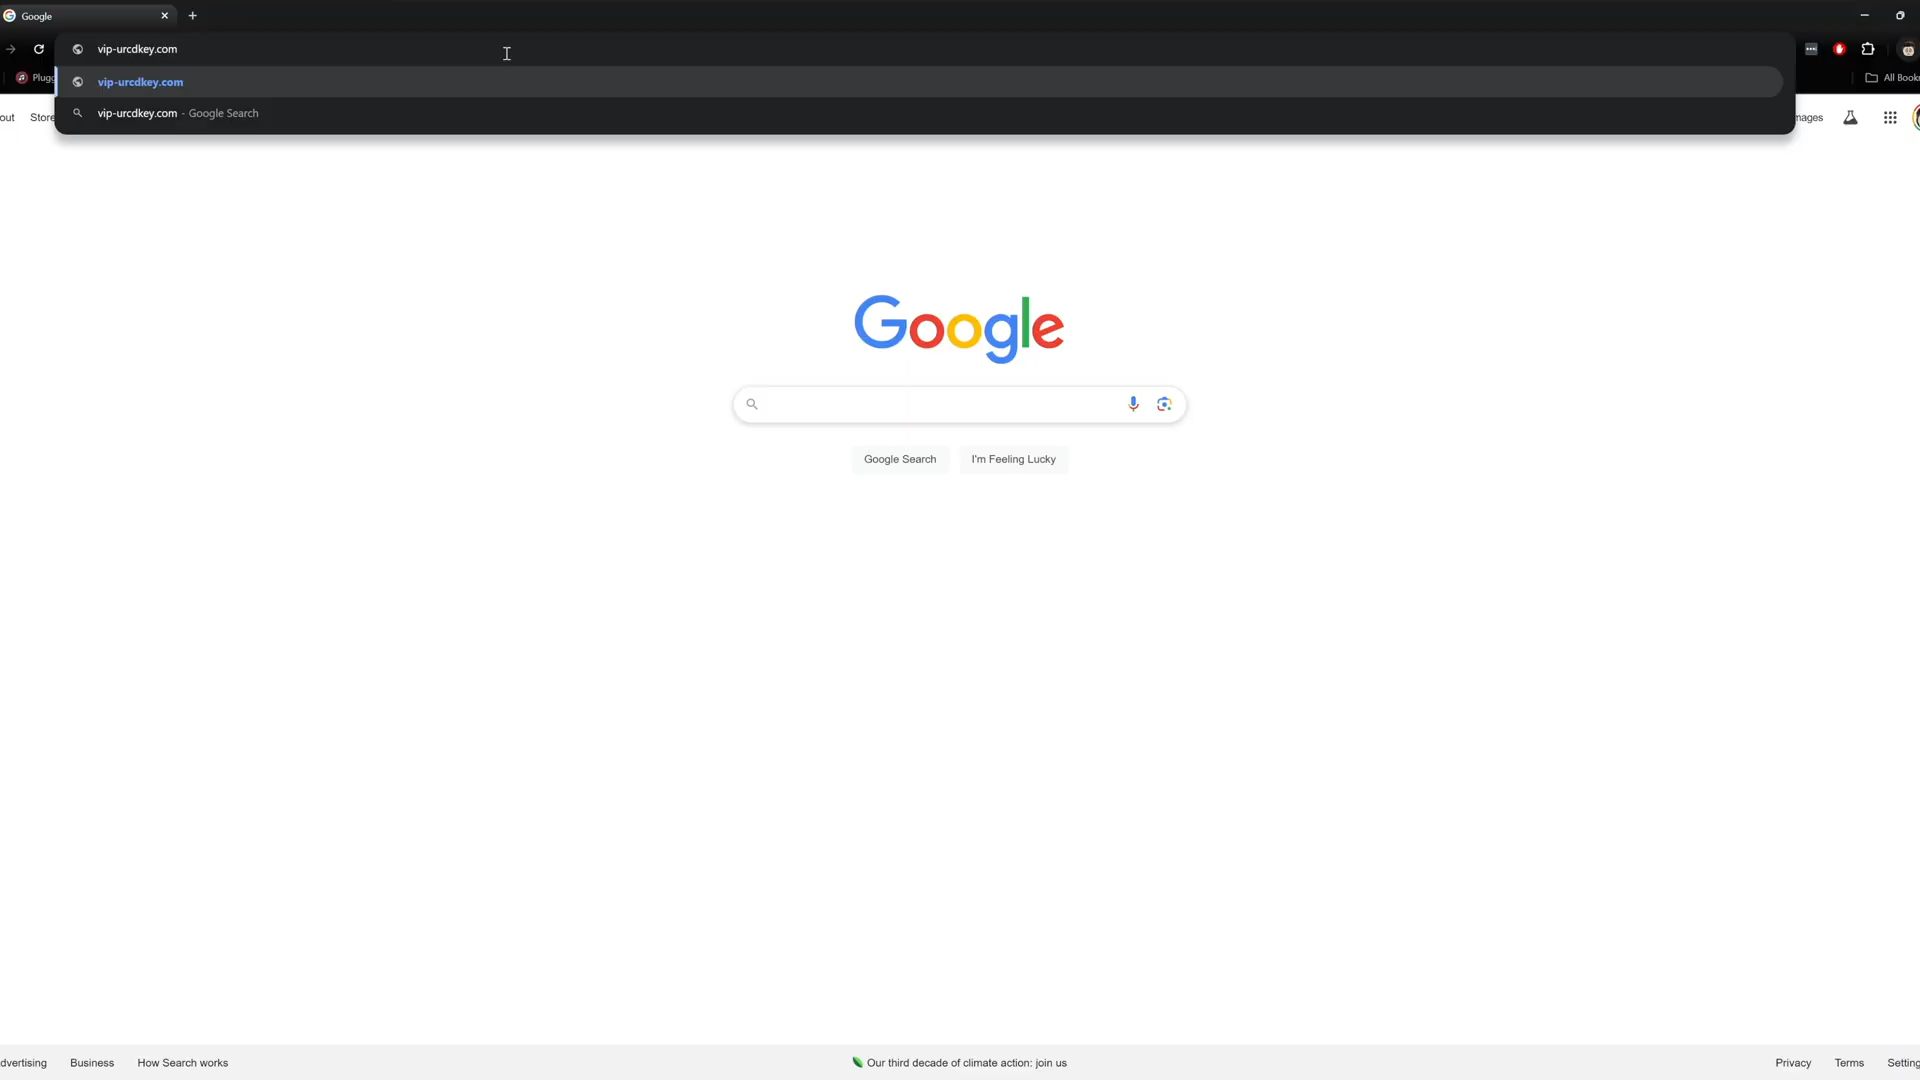 Google
vip-urcdkey.com
Plugg
vip-urcdkey.com
All Book
vip-urcdkey.com - Google Search
out Store
mages
Google
Google Search I'm Feeling Lucky
dvertising Business How Search works
Our third decade of climate action: join us
Privacy Terms Setting